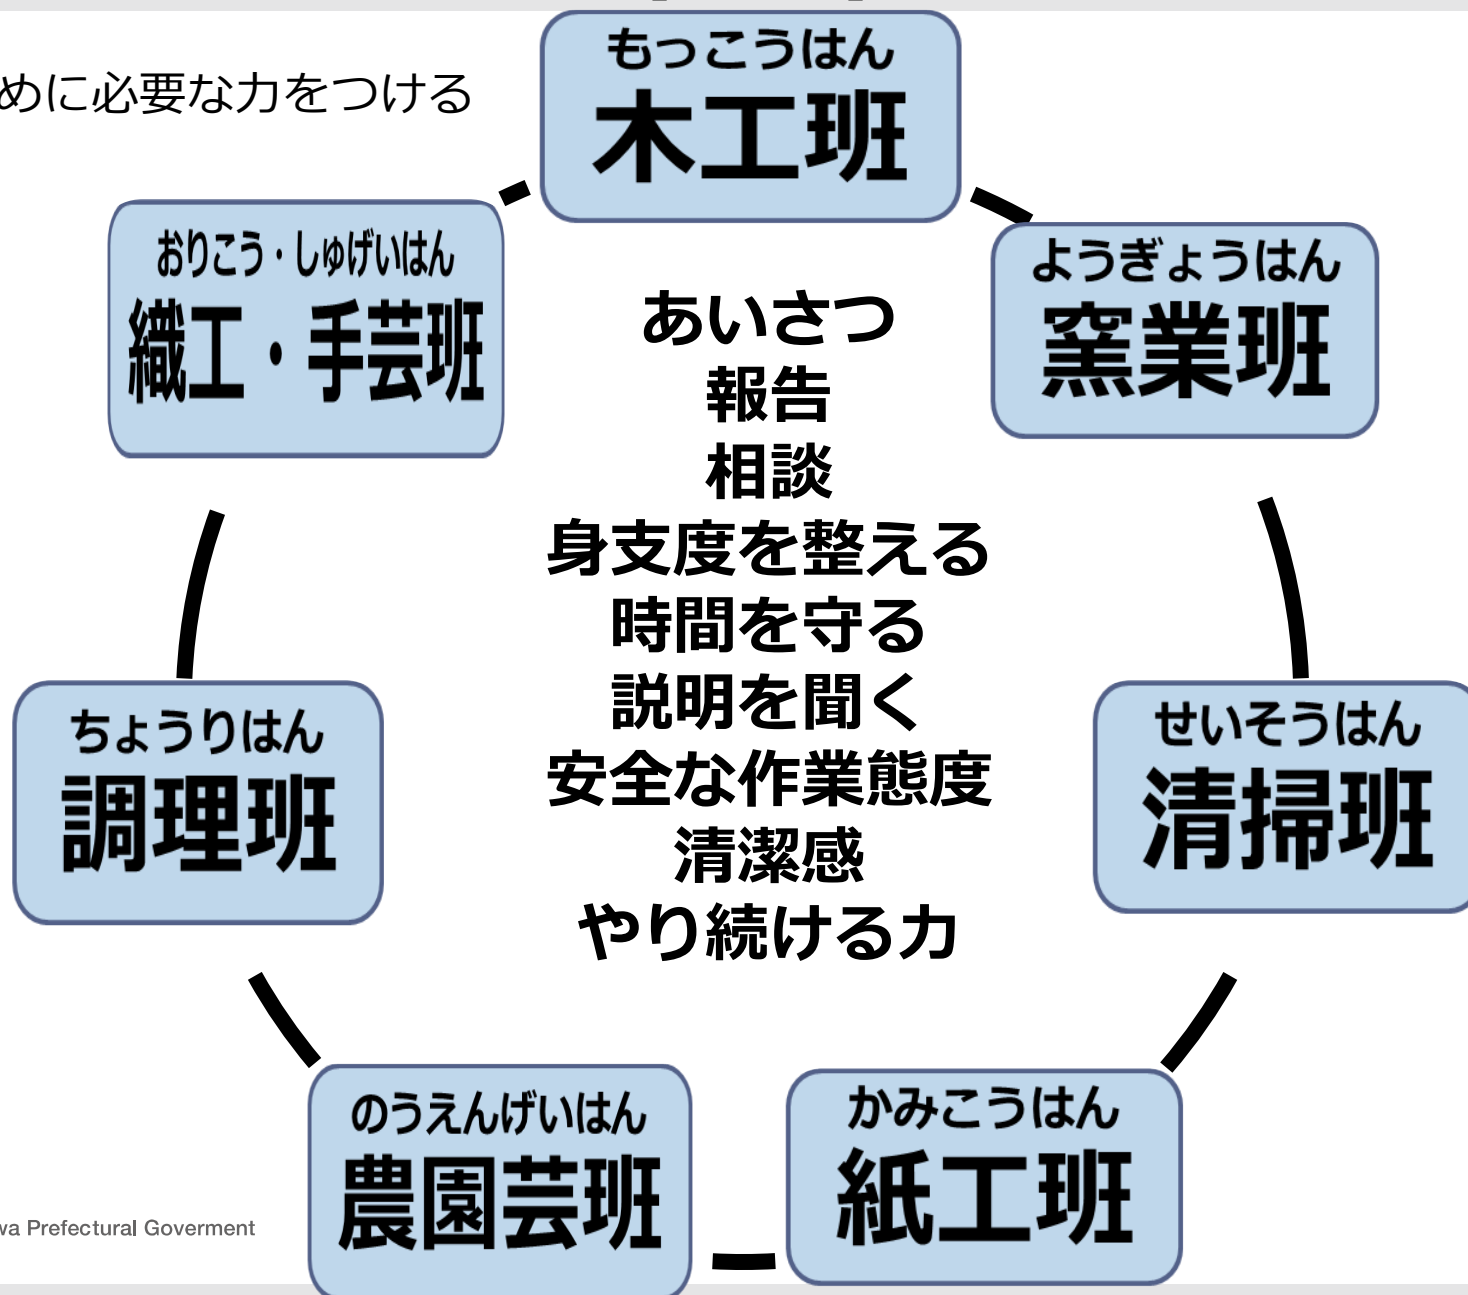 めに必要な力をつける
もっこうはん
木工班
おりこう・しゅげいはん
織工・手芸班
ようぎょうはん
窯業班
あいさつ
報告
相談
身支度を整える
時間を守る
説明を聞く
安全な作業態度
清潔感
やり続ける力
ちょうりはん
調理班
せいそうはん
清掃班
のうえんげいはん
農園芸班
かみこうはん
紙工班
wa Prefectural Goverment